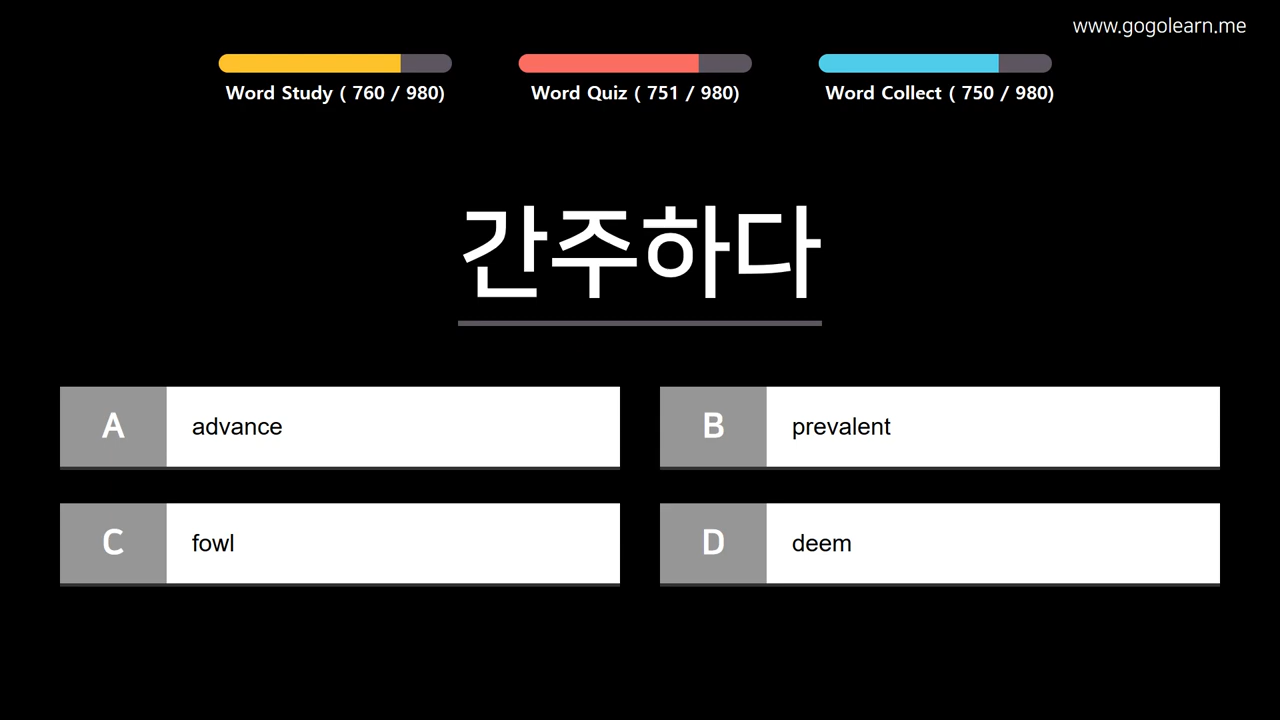 www.gogolearn.me
Word Study ( 760 / 980)
Word Quiz ( 751 / 980)
Word Collect ( 750 / 980)
간주하다
A
advance
B
prevalent
C
fowl
D
deem